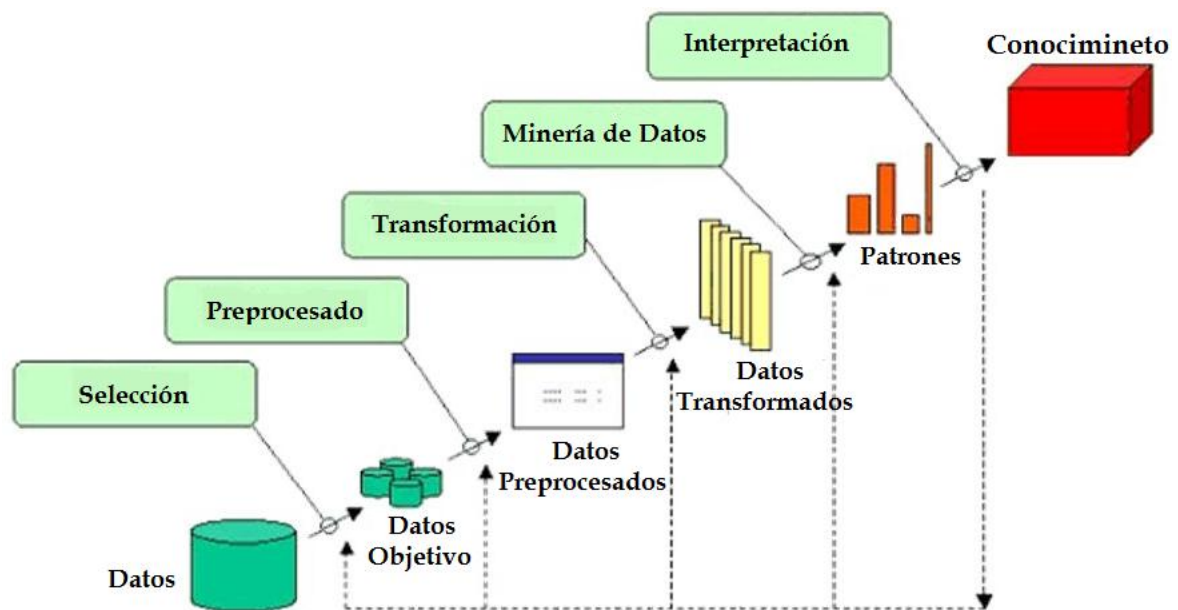 Interpretación
Conocimineto
Minería de Datos
Transformación
Patrones
Preprocesado
Datos
Transformados
Selección
Datos
Preprocesados
Datos
Objetivo
Datos